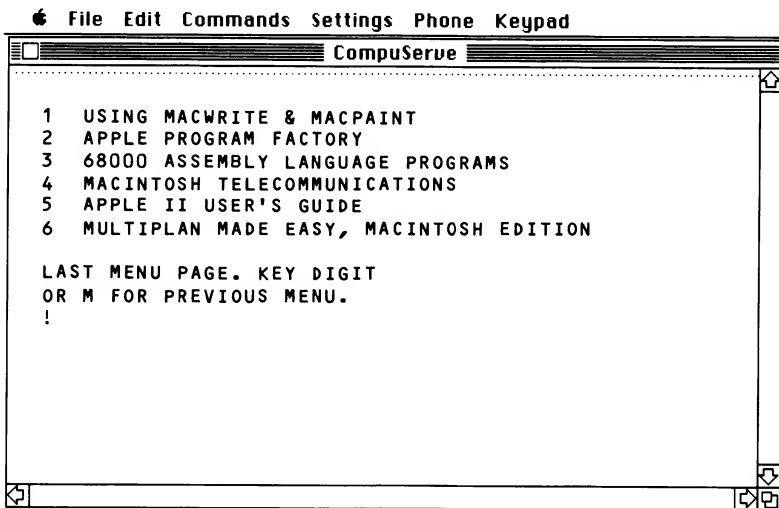 File Edit Commands Settings Phone Keypad
CompuServe
1 USING MACWRITE & MACPAINT
2 APPLE PROGRAM FACTORY
3 68000 ASSEMBLY LANGUAGE PROGRAMS
4 MACINTOSH TELECOMMUNICATIONS
5 APPLE II USER'S GUIDE
6 MULTIPLAN MADE EASY, MACINTOSH EDITION
LAST MENU PAGE. KEY DIGIT
OR M FOR PREVIOUS MENU.
!